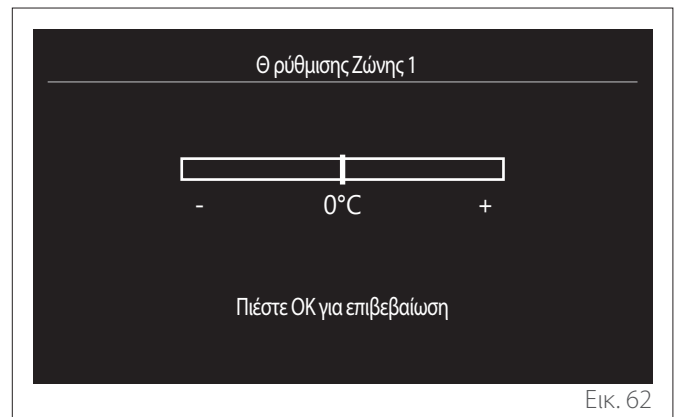 Θ ρύθμισης Ζώνης 1
- 0°C +
Πιέστε OK για επιβεβαίωση
Εικ. 62